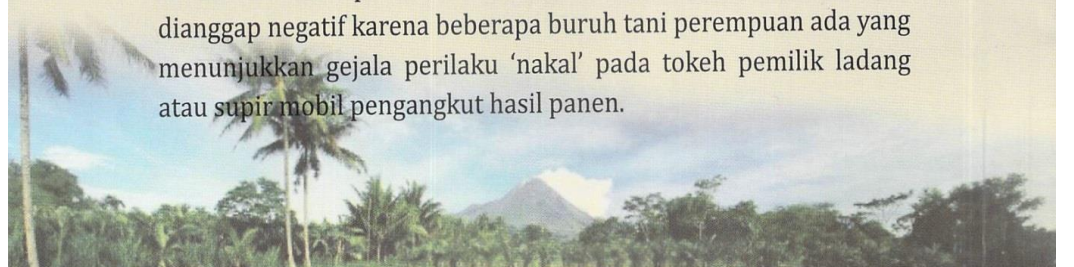 dianggap negatif karena beberapa buruh tani perempuan ada yang
menunjukkan gejala perilaku ‘nakal’ pada tokeh pemilik ladang
atau supir mobil pengangkut hasil panen.